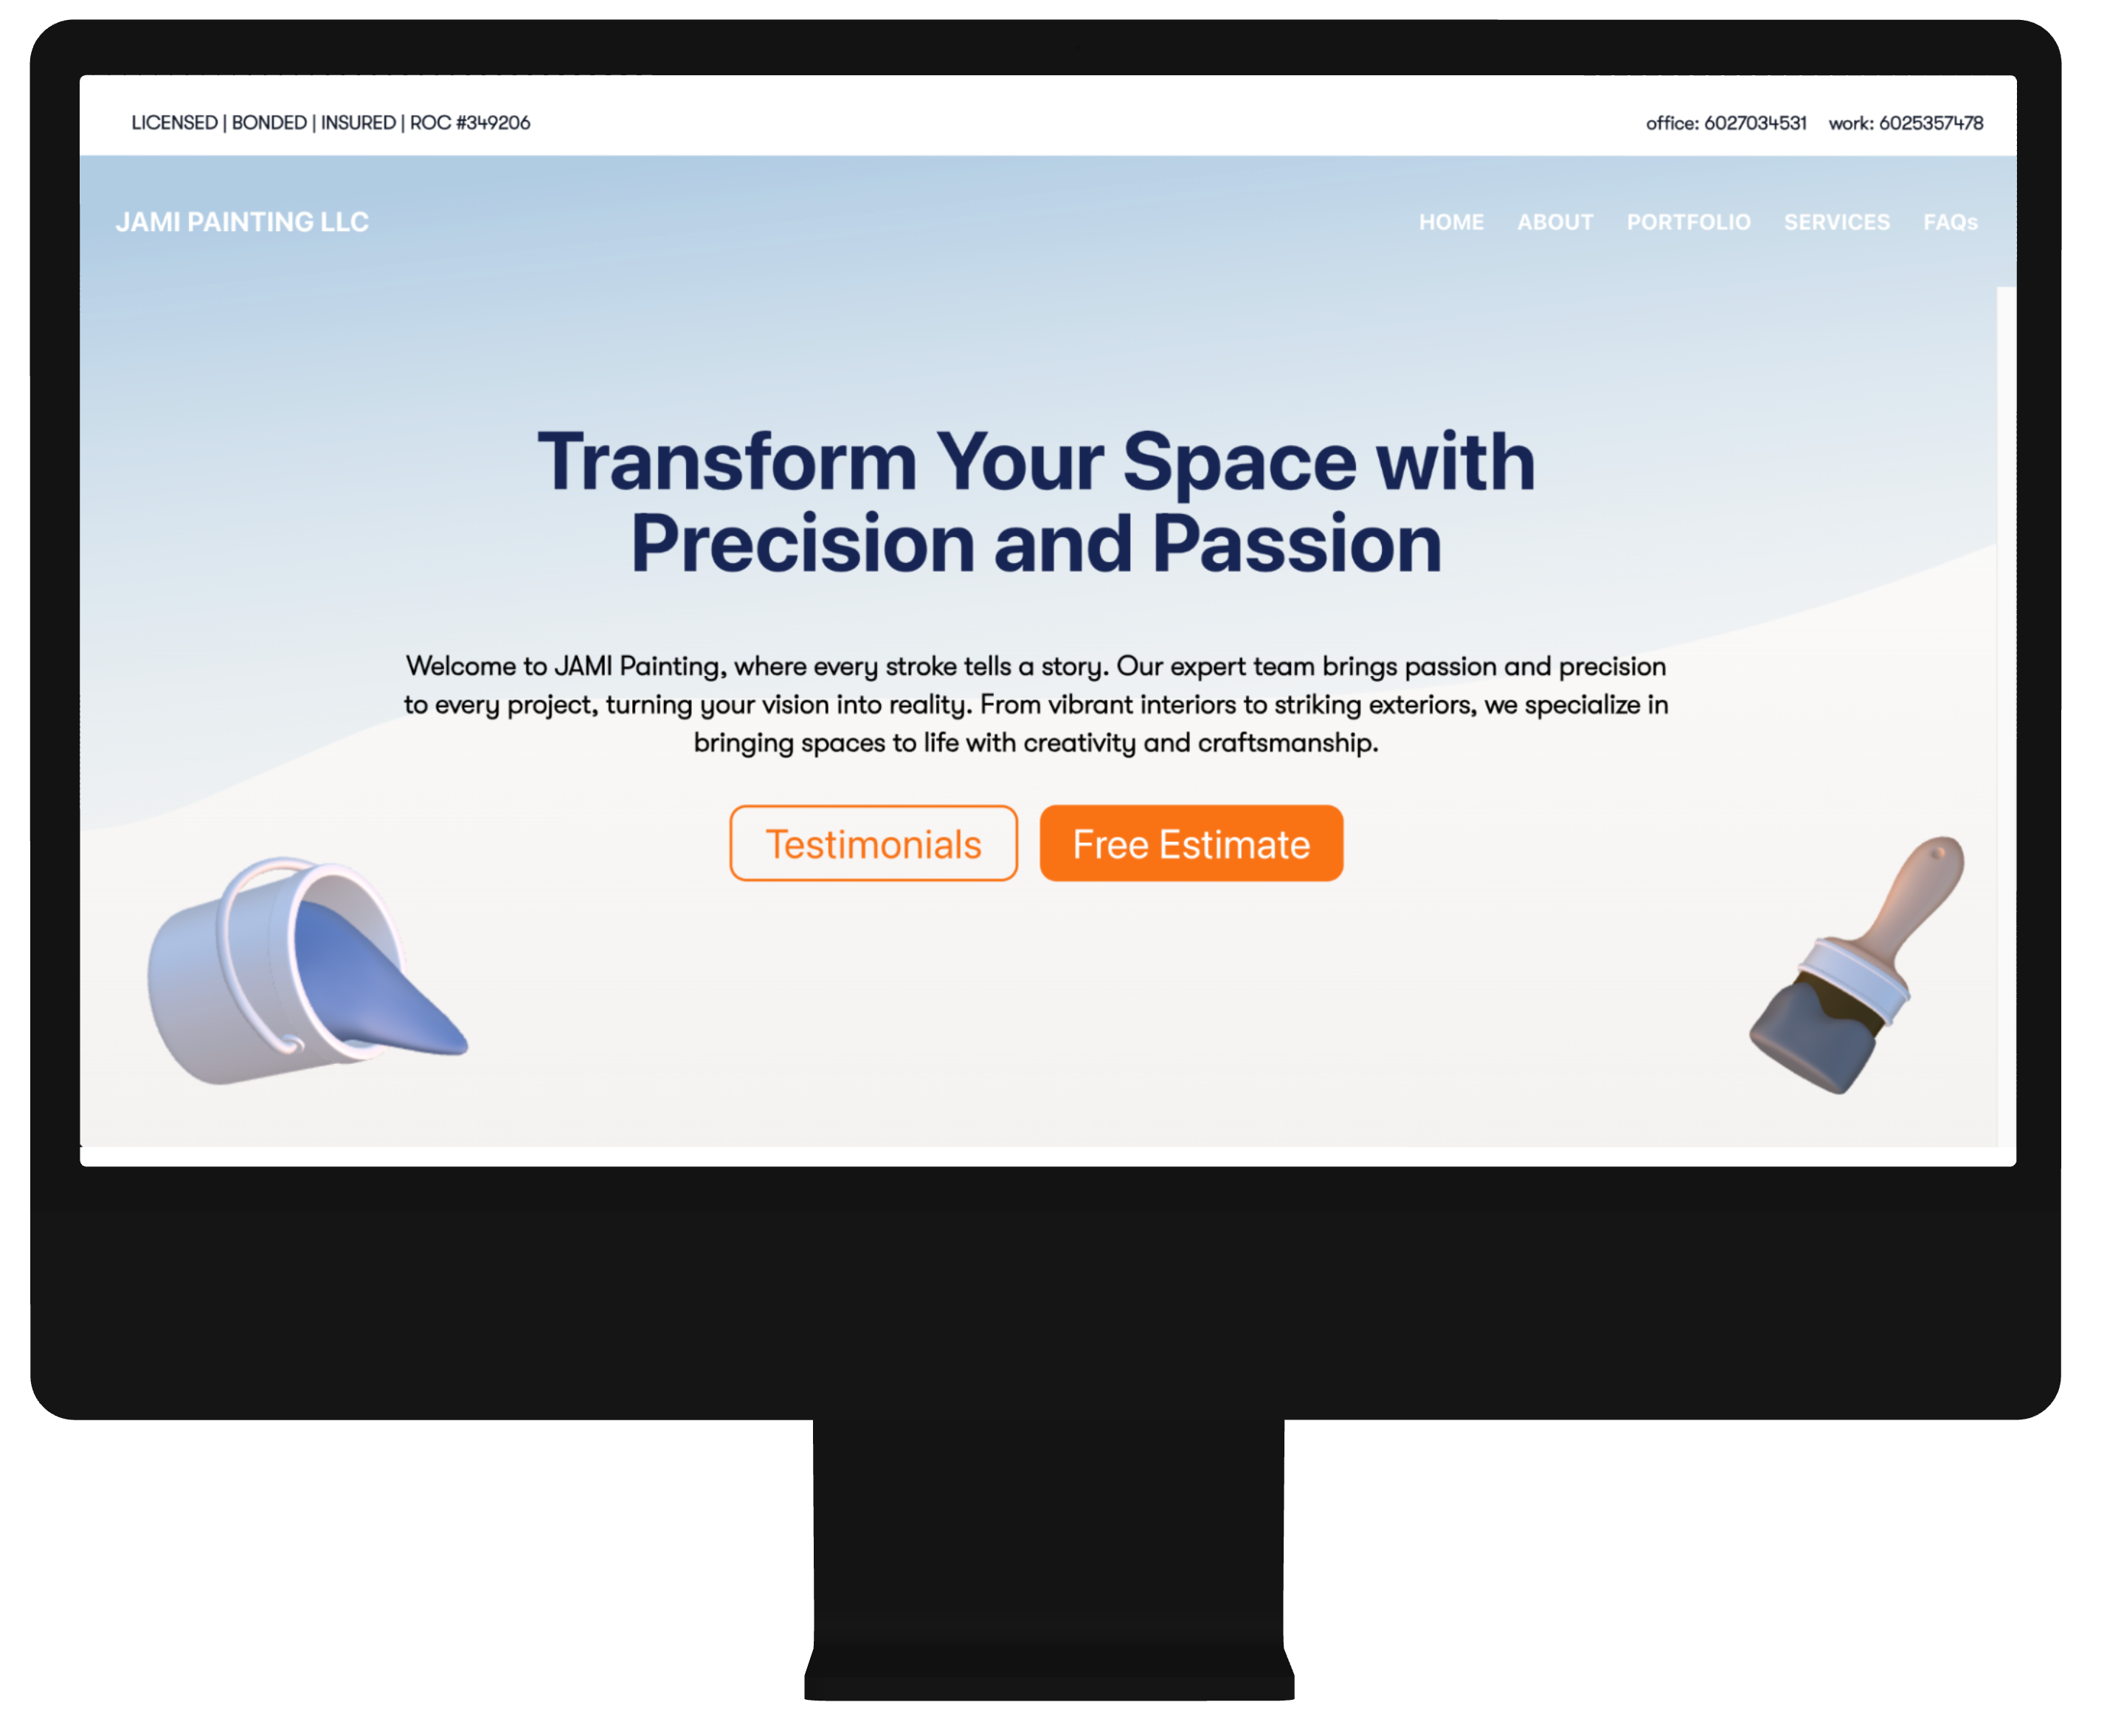 LICENSED | BONDED | INSURED | ROC #349206
office: 6027034531 work: 6025357478
JAMI PAINTING LLC
HOME ABOUT PORTFOLIO SERVICES FAQs
Transform Your Space with
Precision and Passion
Welcome to JAMI Painting, where every stroke tells a story. Our expert team brings passion and precision
to every project, turning your vision into reality. From vibrant interiors to striking exteriors, we specialize in
bringing spaces to life with creativity and craftsmanship.
Testimonials
Free Estimate